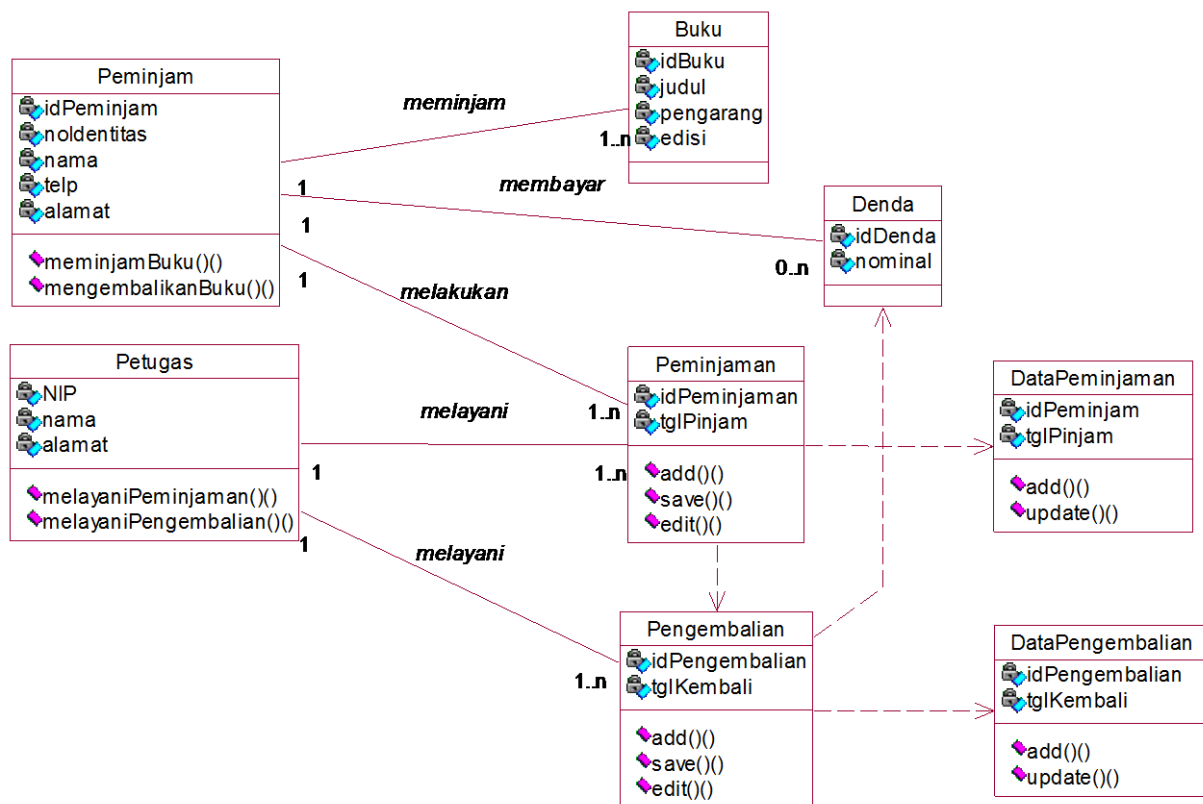 Peminjam
idPeminjam
noIdentitas
nama
telp
alamat
meminjamBuku()()
mengembalikanBuku()()
meminjam
1
1..n
Buku
idBuku
judul
pengarang
edisi
membayar
1
0..n
Denda
idDenda
nominal
melakukan
1
1..n
Petugas
NIP
nama
alamat
melayaniPeminjaman()()
melayaniPengembalian()()
melayani
1
1..n
Peminjaman
idPeminjaman
tglPinjam
add()()
save()()
edit()()
DataPeminjaman
idPeminjam
tglPinjam
add()()
update()()
melayani
1
1..n
Pengembalian
idPengembalian
tglKembali
add()()
save()()
edit()()
DataPengembalian
idPengembalian
tglKembali
add()()
update()()